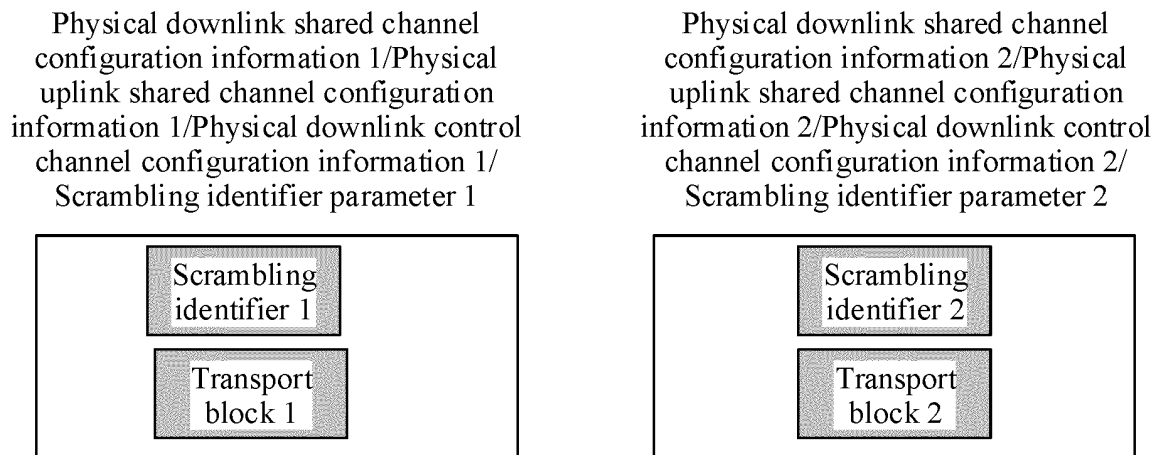 Physical downlink shared channel
configuration information 1/Physical
uplink shared channel configuration
information 1/Physical downlink control
channel configuration information 1/
Scrambling identifier parameter 1
Scrambling
identifier 1
Transport
block 1
Physical downlink shared channel
configuration information 2/Physical
uplink shared channel configuration
information 2/Physical downlink control
channel configuration information 2/
Scrambling identifier parameter 2
Scrambling
identifier 2
Transport
block 2